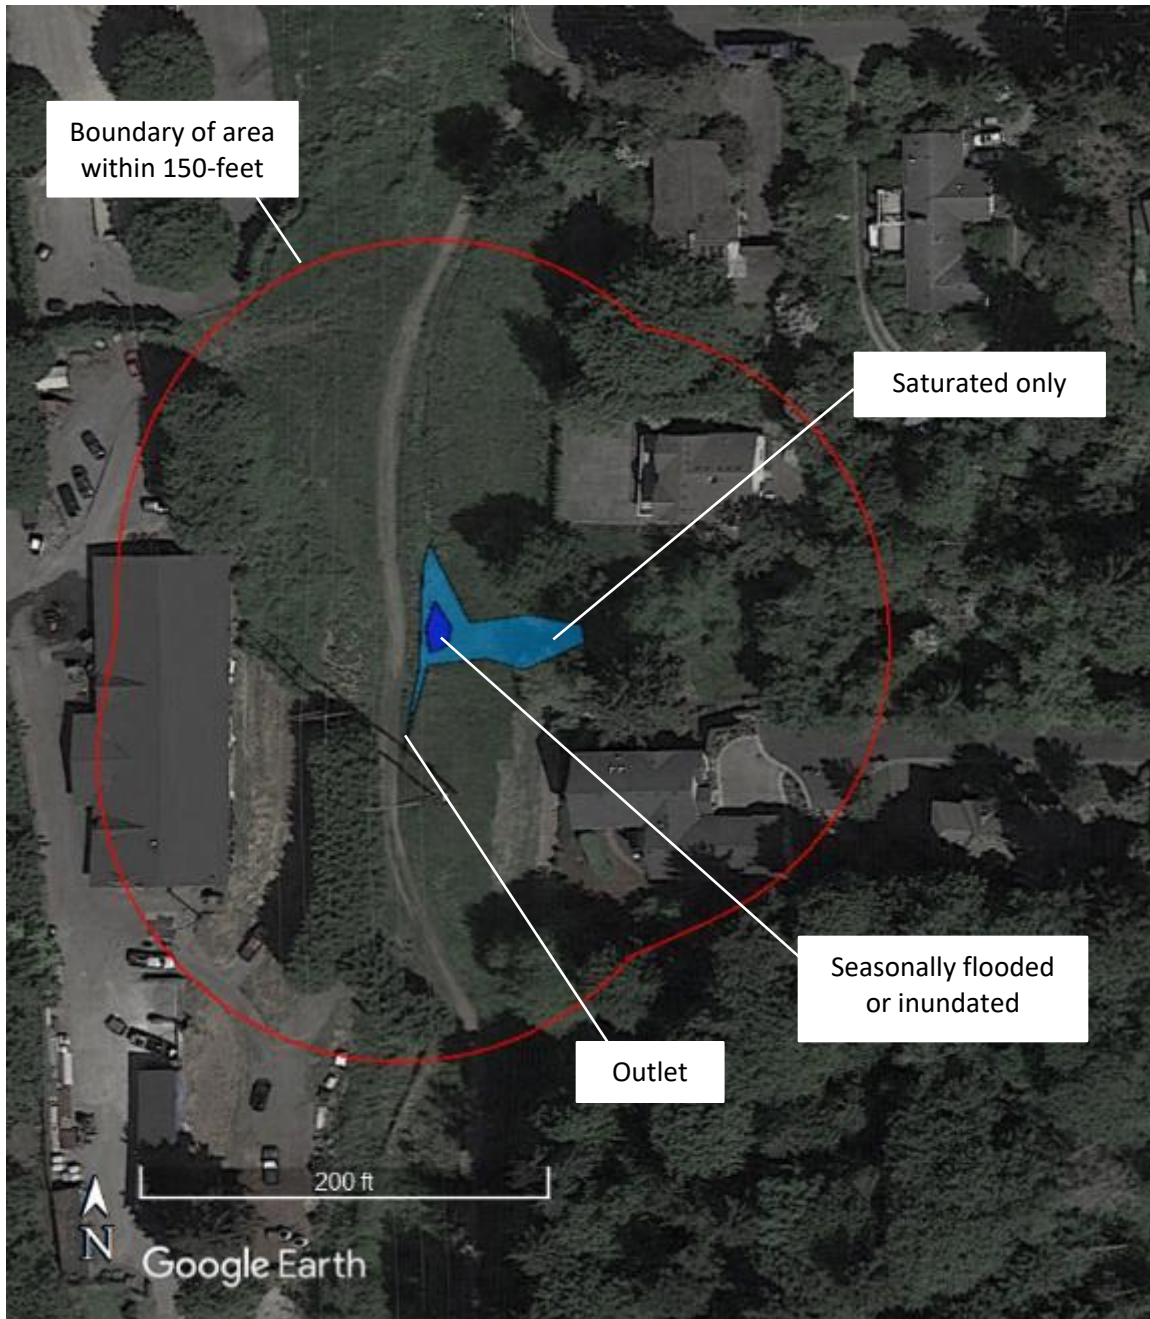 Boundary of area
within 150-feet
Saturated only
Seasonally flooded
or inundated
Outlet
200 ft
N
Google Earth